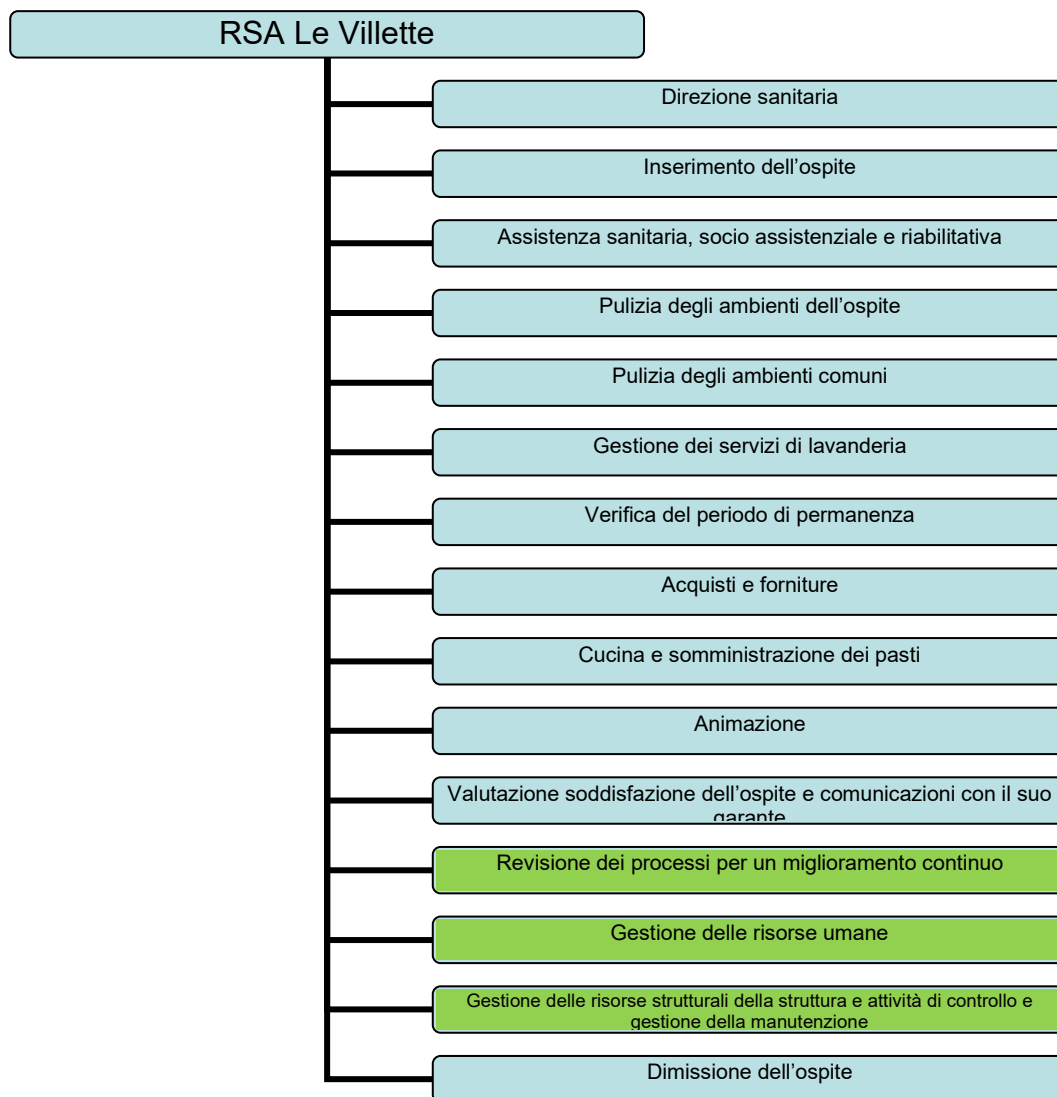 RSA Le Villette
Direzione sanitaria
Inserimento dell’ospite
Assistenza sanitaria, socio assistenziale e riabilitativa
Pulizia degli ambienti dell’ospite
Pulizia degli ambienti comuni
Gestione dei servizi di lavanderia
Verifica del periodo di permanenza
Acquisti e forniture
Cucina e somministrazione dei pasti
Animazione
Valutazione soddisfazione dell’ospite e comunicazioni con il suo
garante
Revisione dei processi per un miglioramento continuo
Gestione delle risorse umane
Gestione delle risorse strutturali della struttura e attività di controllo e
gestione della manutenzione
Dimissione dell’ospite